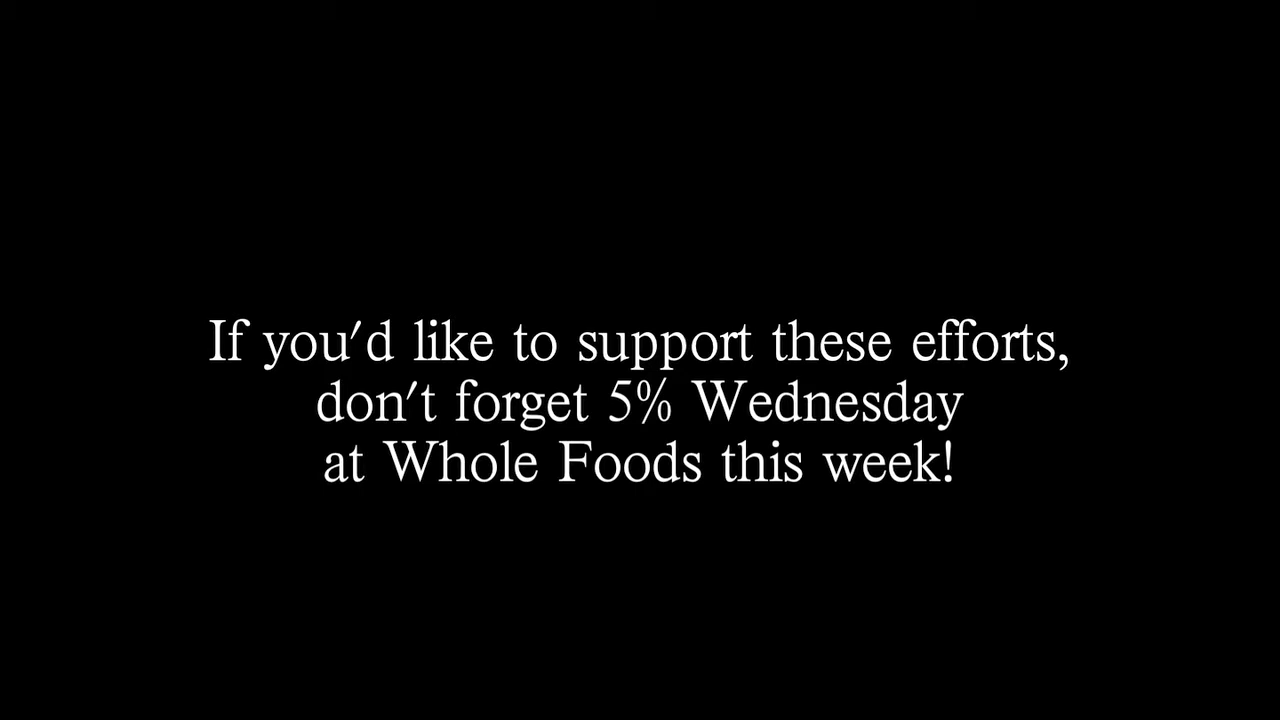 If you'd like to support these efforts,
don't forget 5% Wednesday
at Whole Foods this week!